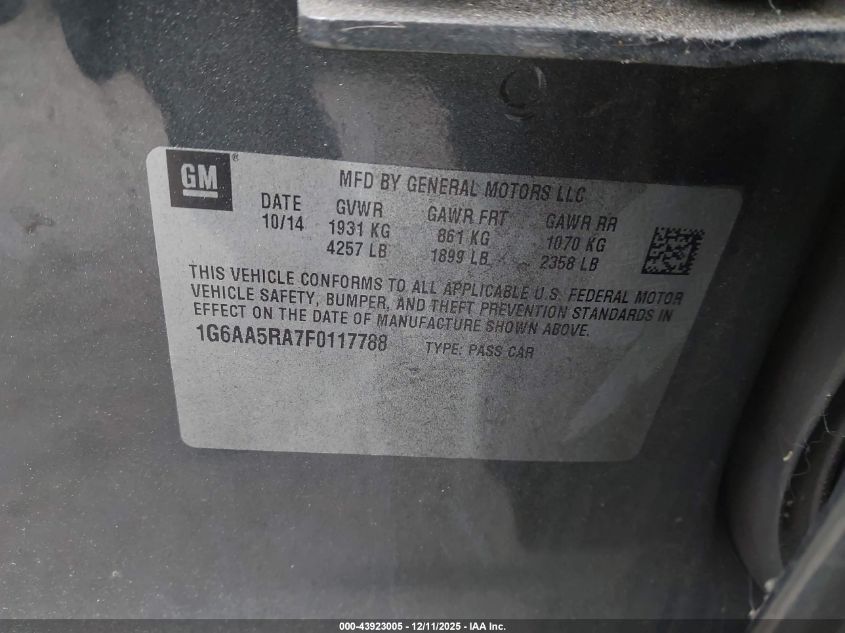 GM ®
MFD BY GENERAL MOTORS LLC
DATE GVWR GAWR FRT GAWR RR
10/14 1931 KG 861 KG 1070 KG
4257 LB 1899 LB 2358 LB
THIS VEHICLE CONFORMS TO ALL APPLICABLE U.S. FEDERAL MOTOR
VEHICLE SAFETY, BUMPER, AND THEFT PREVENTION STANDARDS IN
EFFECT ON THE DATE OF MANUFACTURE SHOWN ABOVE.
1G6AA5RA7F0117788 TYPE: PASS CAR
000-43923005 - 12/11/2025 - IAA Inc.